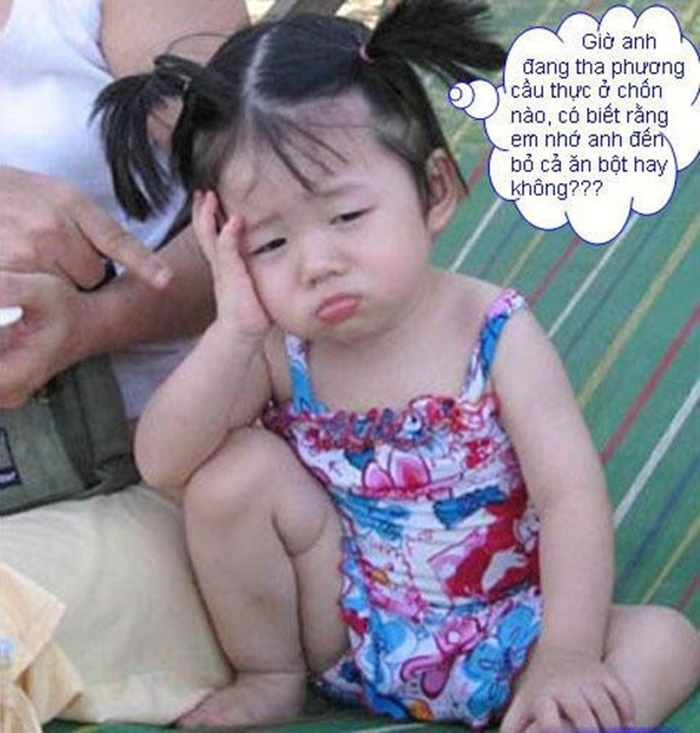 Giờ anh
đang tha phương
cầu thực ở chốn
nào, có biết rằng
em nhớ anh đến
bỏ cả ăn bột hay
không???